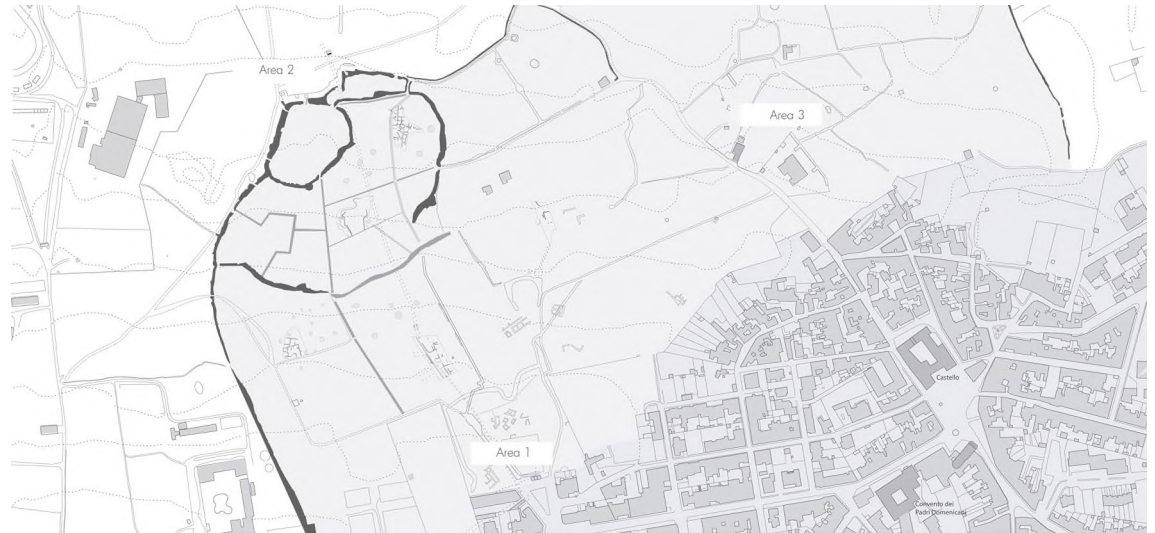 Area 2
Area 3
Castello
Area 1
Convento dei
Padri Domenicani